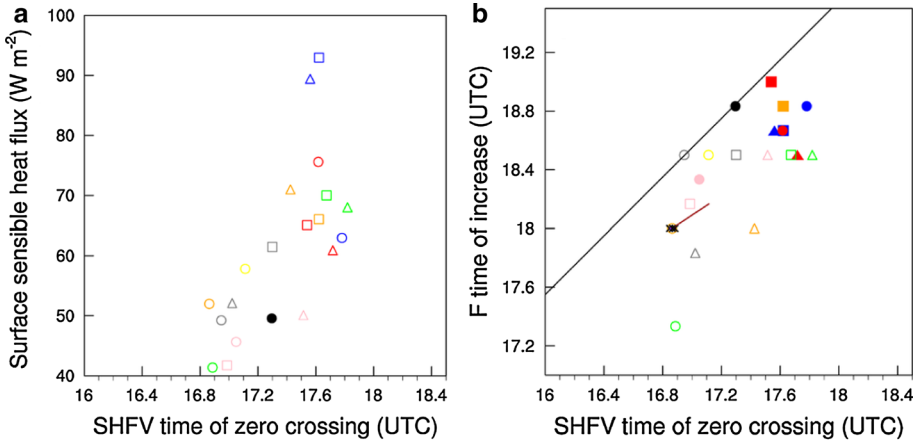 a
100
90
80
70
60
50
40
Surface sensible heat flux (W m⁻²)
16 16.4 16.8 17.2 17.6 18 18.4
SHFV time of zero crossing (UTC)
b
19.2
18.8
18.4
18
17.6
17.2
F time of increase (UTC)
16 16.4 16.8 17.2 17.6 18 18.4
SHFV time of zero crossing (UTC)